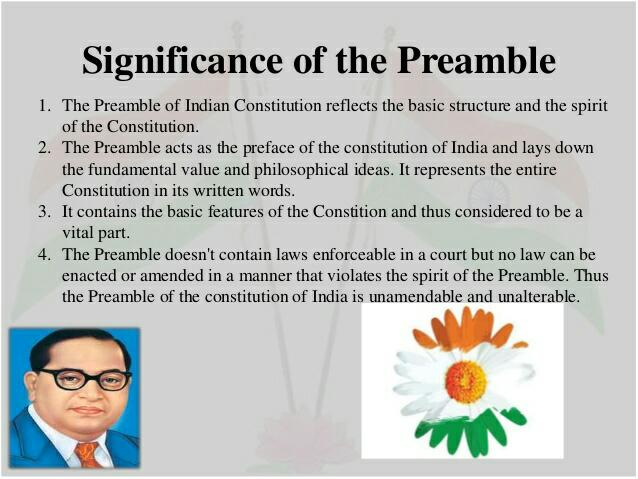 Significance of the Preamble
1. The Preamble of Indian Constitution reflects the basic structure and the spirit
of the Constitution.
2. The Preamble acts as the preface of the constitution of India and lays down
the fundamental value and philosophical ideas. It represents the entire
Constitution in its written words.
3. It contains the basic features of the Constition and thus considered to be a
vital part.
4. The Preamble doesn't contain laws enforceable in a court but no law can be
enacted or amended in a manner that violates the spirit of the Preamble. Thus
the Preamble of the constitution of India is unamendable and unalterable.